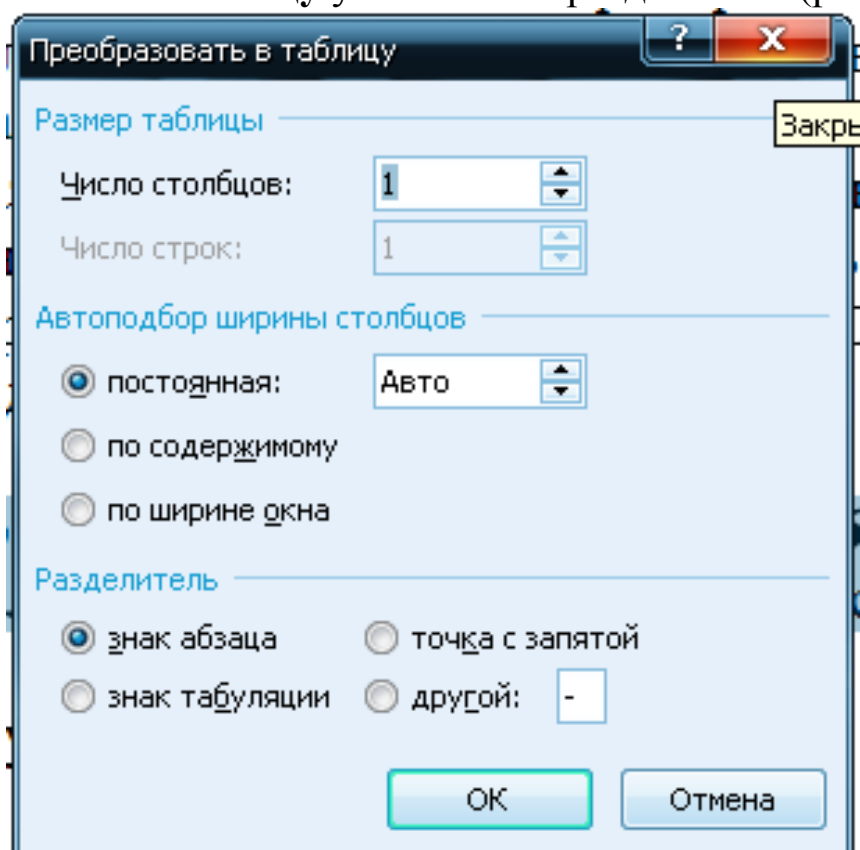 Преобразовать в таблицу ? X
Размер таблицы
Закры
Число столбцов: 1
Число строк: 1
Автоподбор ширины столбцов
постоянная: Авто
по содержимому
по ширине окна
Разделитель
знак абзаца точка с запятой
знак табуляции другой: -
ОК Отмена